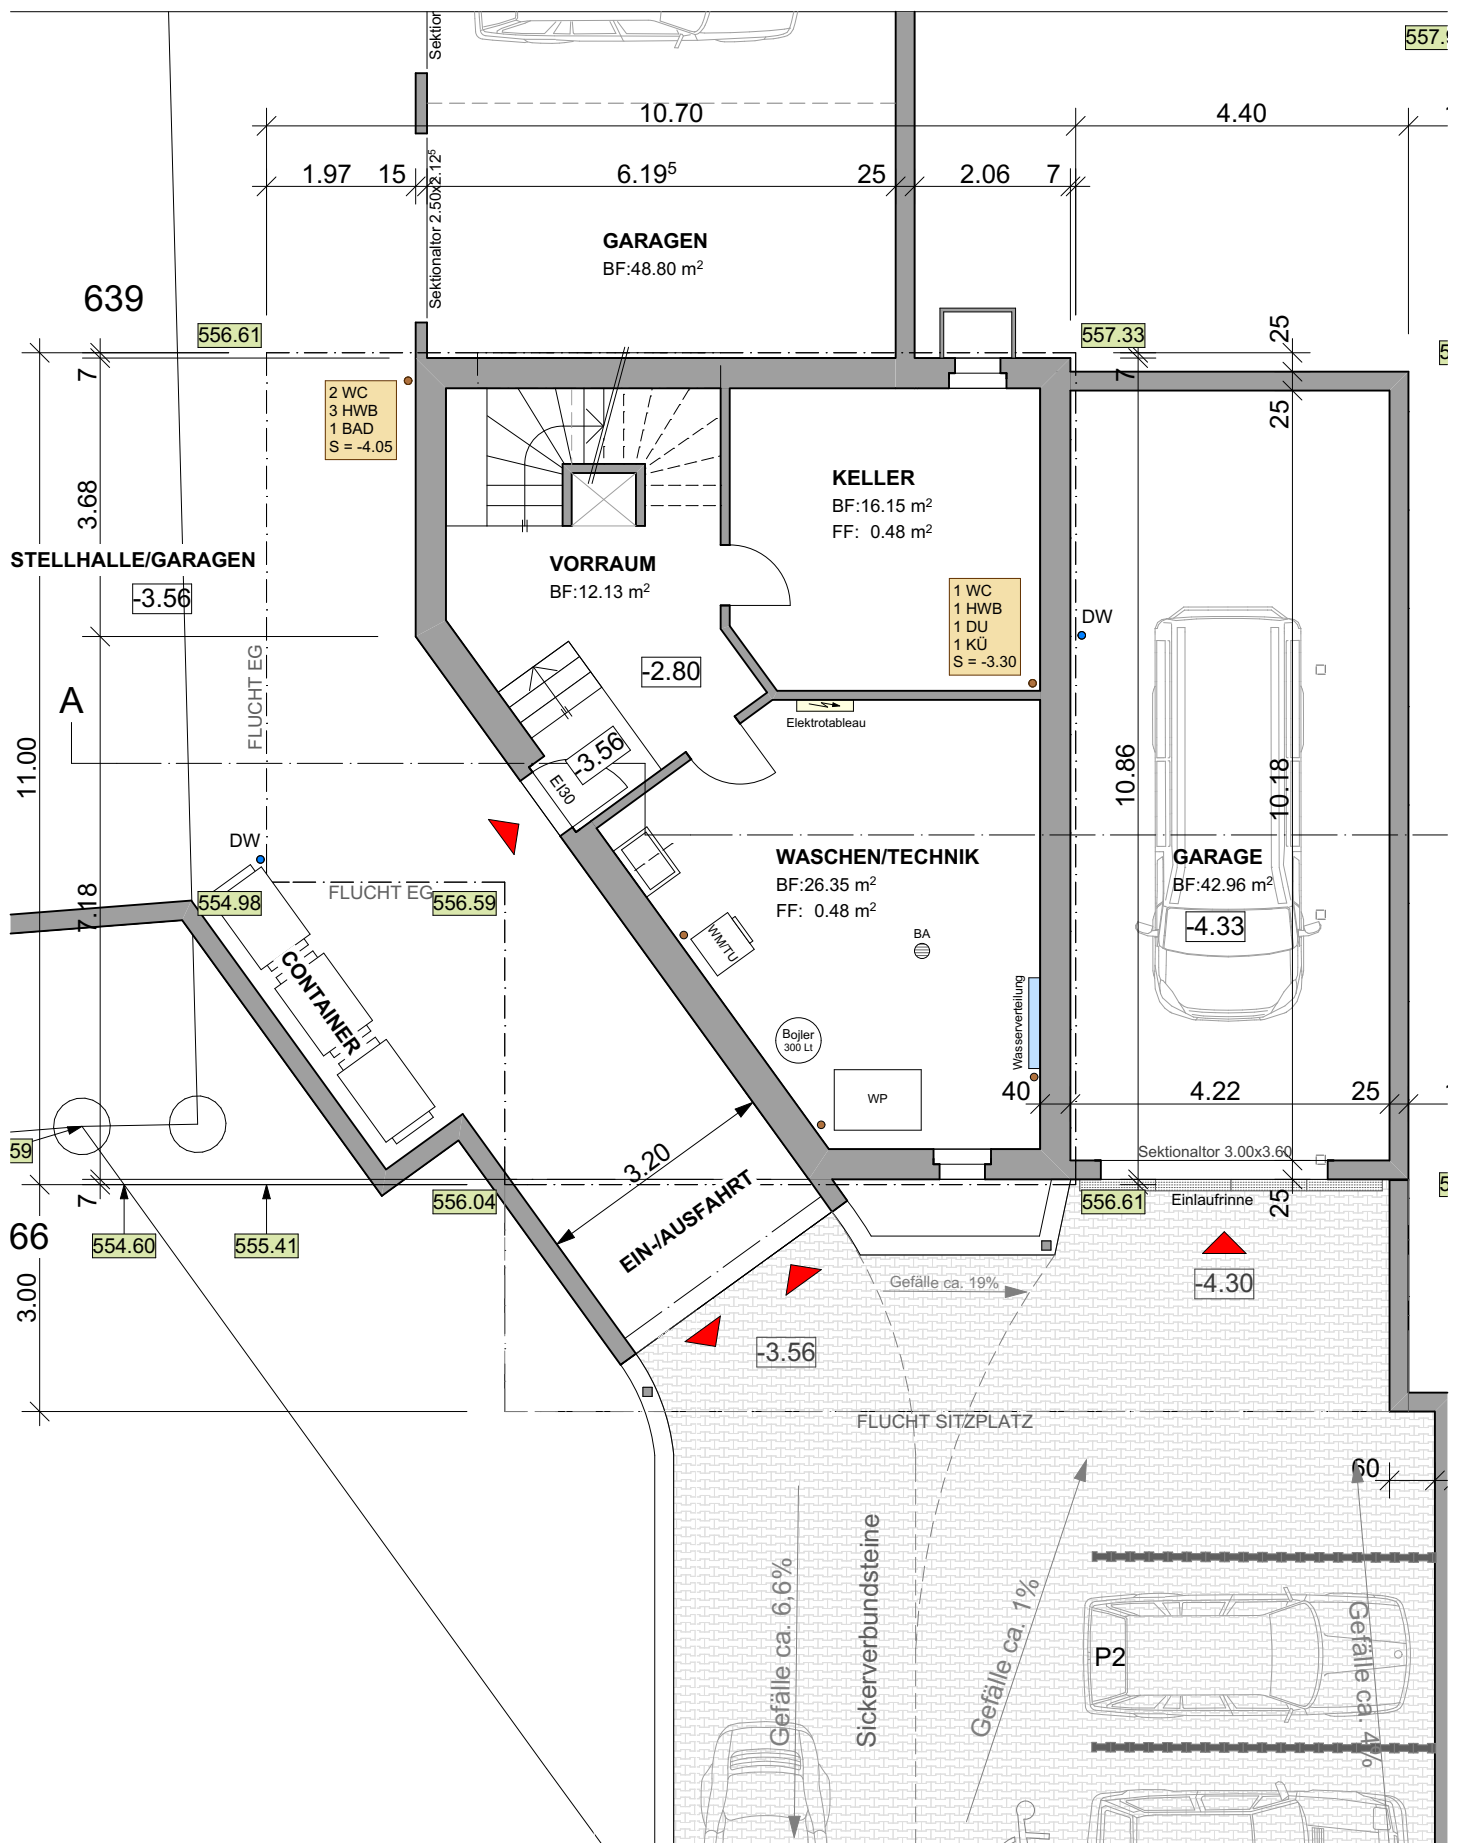 Sektion
557.9
10.70
4.40
1.97
15
6.19⁵
25
2.06
7
Sektionaltor 2.50x2.12⁵
GARAGEN
BF:48.80 m²
639
556.61
557.33
25
7
7
25
2 WC
3 HWB
1 BAD
S = -4.05
3.68
KELLER
BF:16.15 m²
FF: 0.48 m²
STELLHALLE/GARAGEN
-3.56
VORRAUM
BF:12.13 m²
1 WC
1 HWB
1 DU
1 KÜ
S = -3.30
DW
FLUCHT EG
-2.80
A
Elektrotableau
-3.56
EI30
11.00
10.86
10.18
DW
WASCHEN/TECHNIK
BF:26.35 m²
FF: 0.48 m²
GARAGE
BF:42.96 m²
-4.33
FLUCHT EG
554.98
556.59
7.18
WM/TU
BA
CONTAINER
Wasserverteilung
Bojler
300 Lt
WP
40
4.22
25
59
3.20
Sektionaltor 3.00x3.60
7
556.04
EIN-/AUSFAHRT
556.61
Einlaufrinne
25
66
554.60
555.41
3.00
Gefälle ca. 19%
-4.30
-3.56
FLUCHT SITZPLATZ
60
Gefälle ca. 6,6%
Sickerverbundsteine
Gefälle ca. 1%
P2
Gefälle ca. 4%